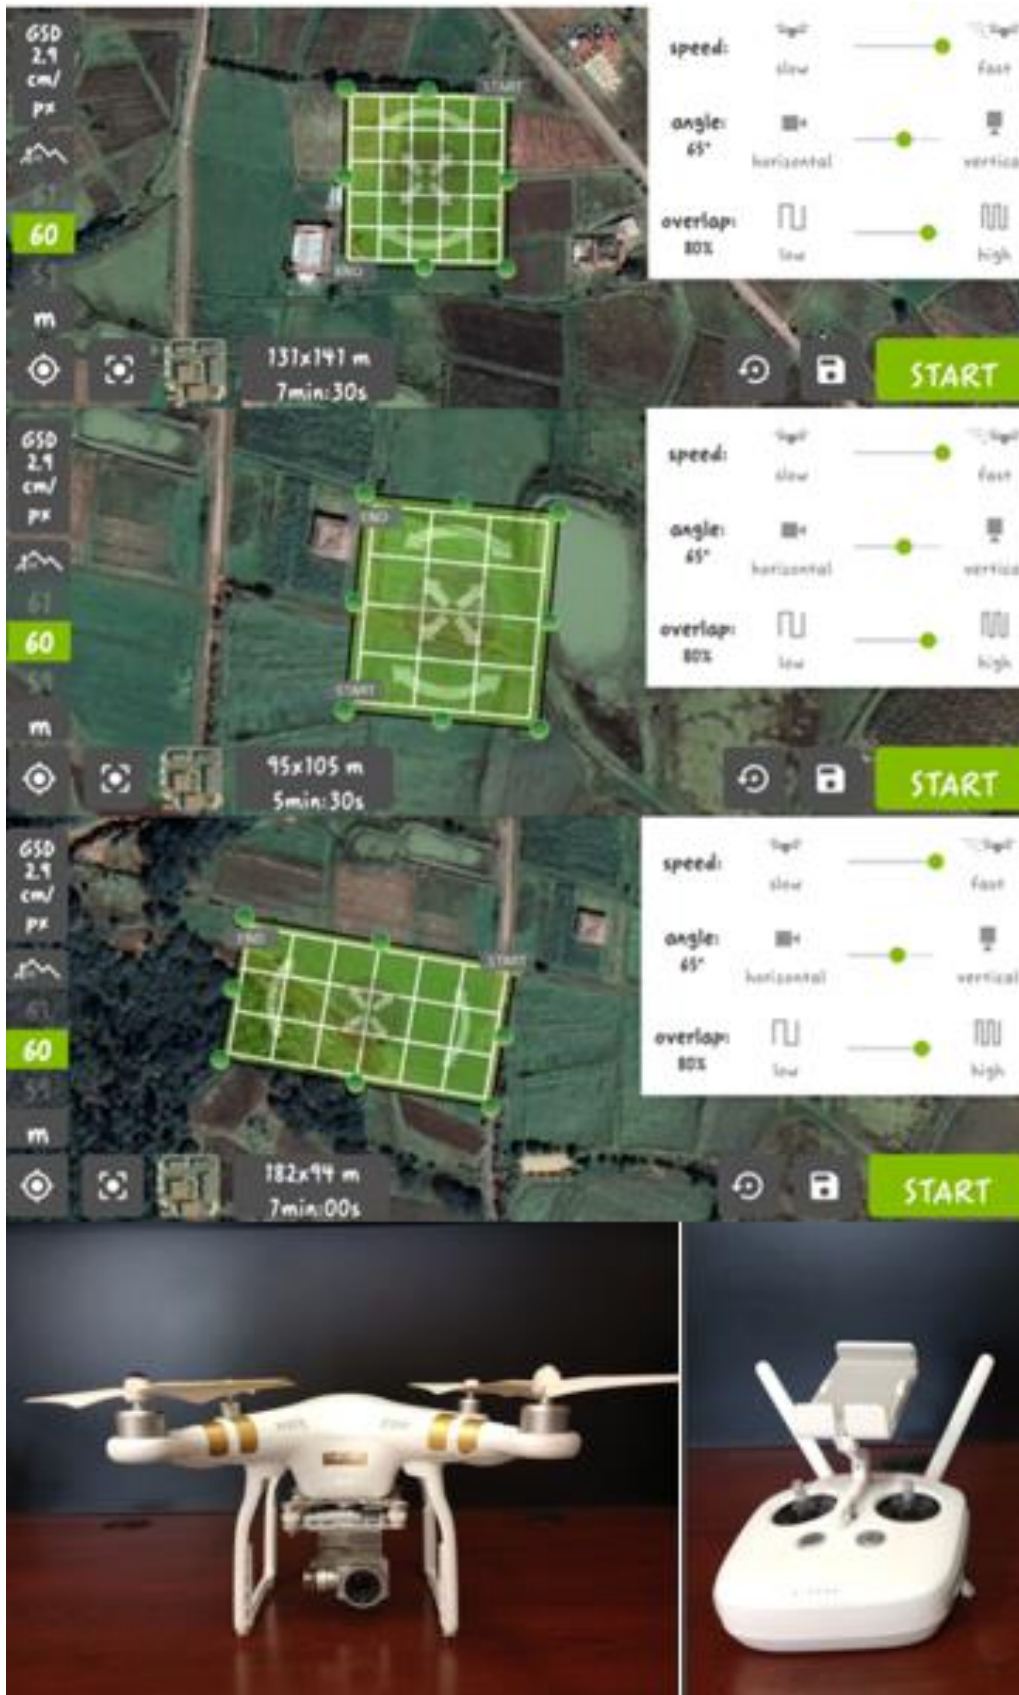 GSD
2.9
cm/
px
60
m
START
END
131x141 m
7min:30s
speed:
slow
fast
angle:
65°
horizontal
vertica
overlap:
80%
low
high
START
GSD
2.9
cm/
px
61
60
59
m
END
START
95x105 m
5min:30s
speed:
slow
fast
angle:
65°
horizontal
vertica
overlap:
80%
low
high
START
GSD
2.9
cm/
px
61
60
m
END
START
182x94 m
7min:00s
speed:
slow
fast
angle:
65°
horizontal
vertical
overlap:
80%
low
high
START